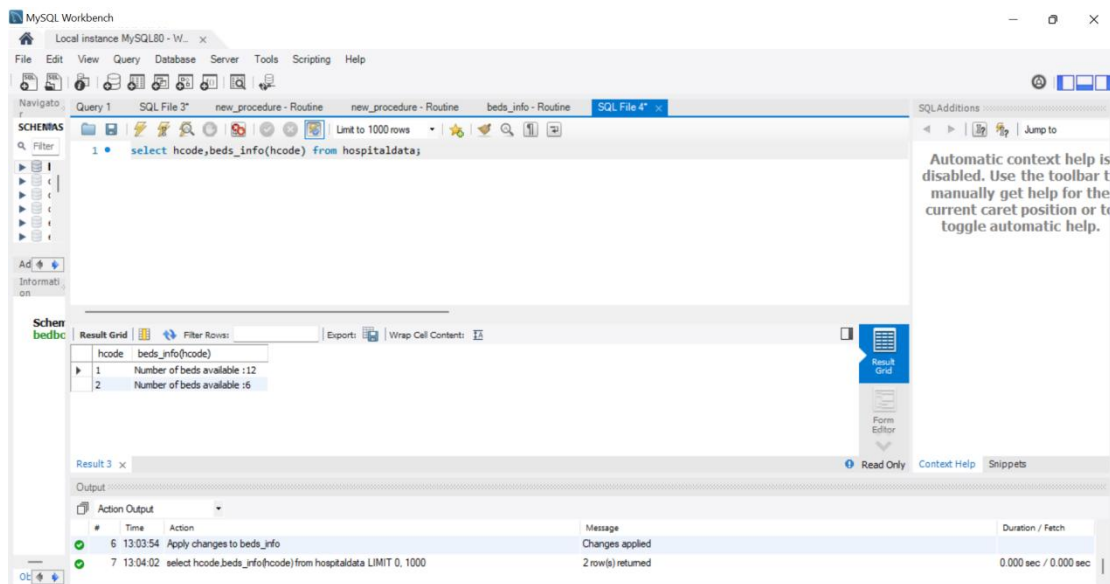 MySQL Workbench
Local instance MySQL80 - W...
File Edit View Query Database Server Tools Scripting Help
Navigato
r
Query 1 SQL File 3* new_procedure - Routine new_procedure - Routine beds_info - Routine SQL File 4*
SQLAdditions
SCHEMAS
Limit to 1000 rows
Jump to
Filter
1 select hcode,beds_info(hcode) from hospitaldata;
Automatic context help is
disabled. Use the toolbar t
manually get help for the
current caret position or to
toggle automatic help.
Ad
Informati
on
Schem
bedbo
Result Grid Filter Rows: Export: Wrap Cell Content:
hcode beds_info(hcode)
1 Number of beds available :12
2 Number of beds available :6
Result
Grid
Form
Editor
Result 3
Read Only
Context Help Snippets
Output
Action Output
# Time Action Message Duration / Fetch
6 13:03:54 Apply changes to beds_info Changes applied
7 13:04:02 select hcode,beds_info(hcode) from hospitaldata LIMIT 0, 1000 2 row(s) returned 0.000 sec / 0.000 sec
Ob